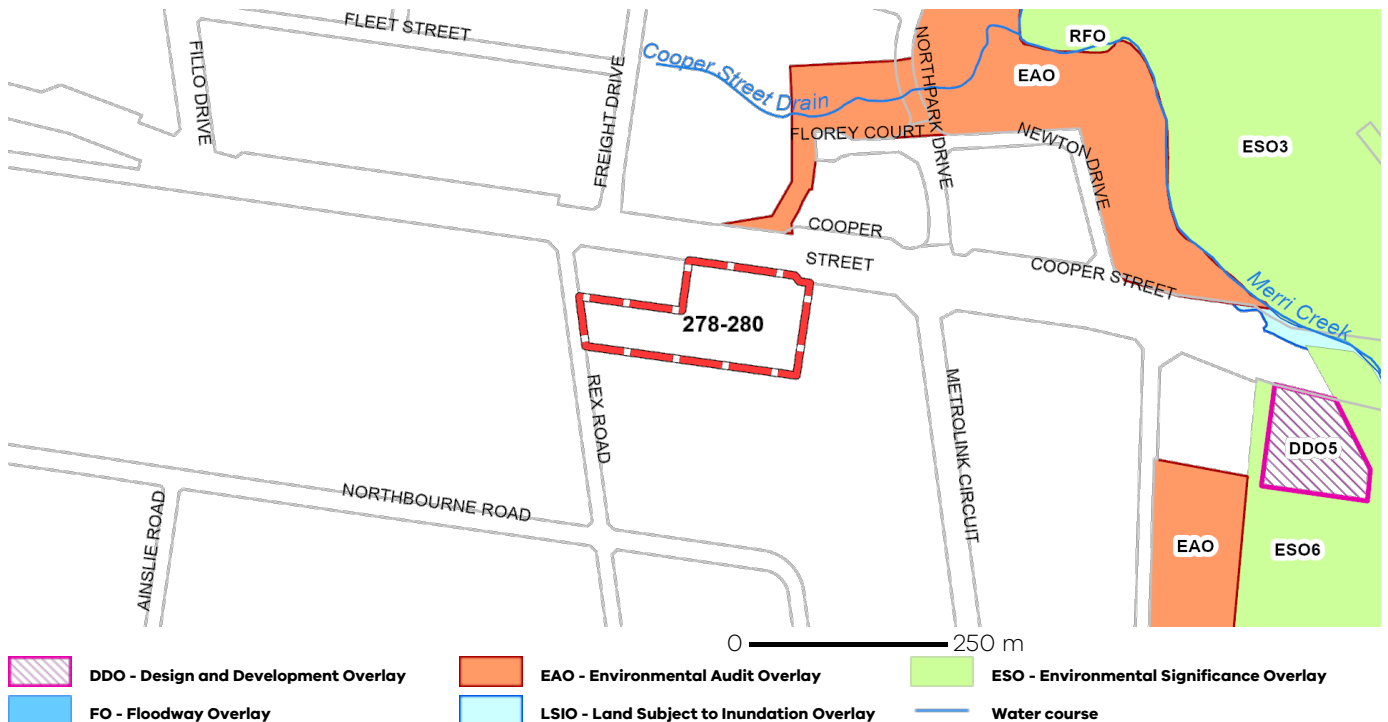 FLEET STREET
FILLO DRIVE
FREIGHT DRIVE
Cooper Street Drain
NORTHPARK DRIVE
RFO
EAO
FLOREY COURT
NEWTON DRIVE
ESO3
COOPER
STREET
COOPER STREET
Merri Creek
278-280
REX ROAD
METROLINK CIRCUIT
DDO5
NORTHBOURNE ROAD
AINSLIE ROAD
EAO
ESO6
0 250 m
DDO - Design and Development Overlay
EAO - Environmental Audit Overlay
ESO - Environmental Significance Overlay
FO - Floodway Overlay
LSIO - Land Subject to Inundation Overlay
Water course